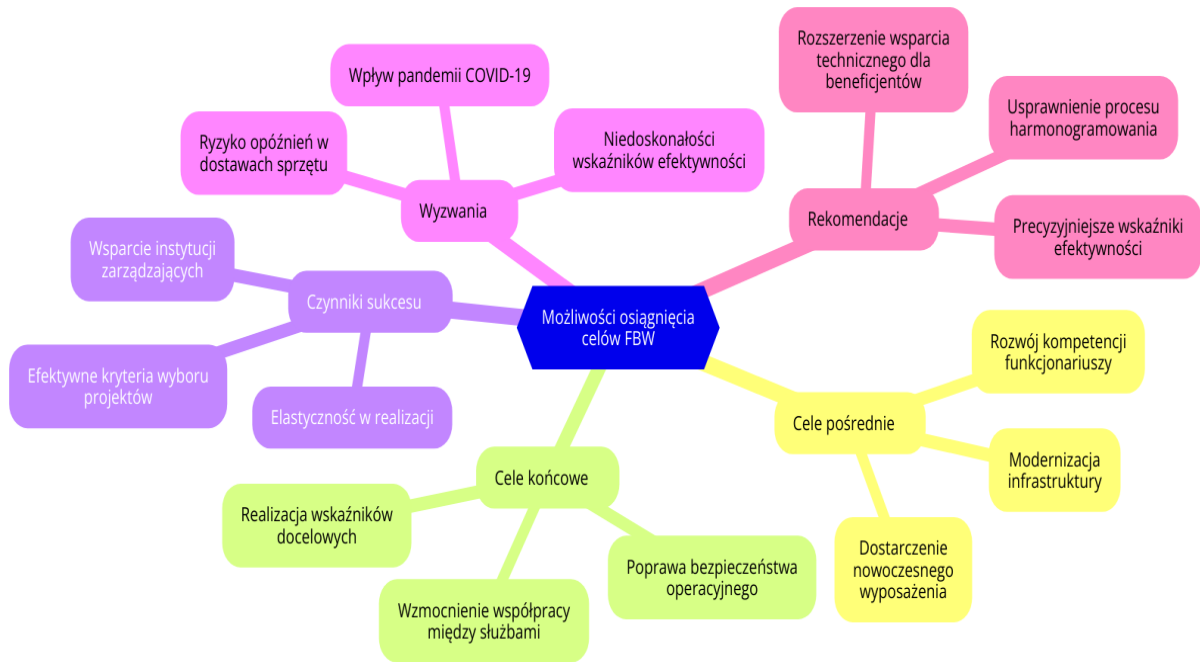 Możliwości osiągnięcia
celów FBW
Wyzwania
Wpływ pandemii COVID-19
Ryzyko opóźnień w
dostawach sprzętu
Niedoskonałości
wskaźników efektywności
Rekomendacje
Rozszerzenie wsparcia
technicznego dla
beneficjentów
Usprawnienie procesu
harmonogramowania
Precyzyjniejsze wskaźniki
efektywności
Czynniki sukcesu
Wsparcie instytucji
zarządzających
Efektywne kryteria wyboru
projektów
Elastyczność w realizacji
Cele pośrednie
Rozwój kompetencji
funkcjonariuszy
Modernizacja
infrastruktury
Dostarczenie
nowoczesnego
wyposażenia
Cele końcowe
Realizacja wskaźników
docelowych
Wzmocnienie współpracy
między służbami
Poprawa bezpieczeństwa
operacyjnego